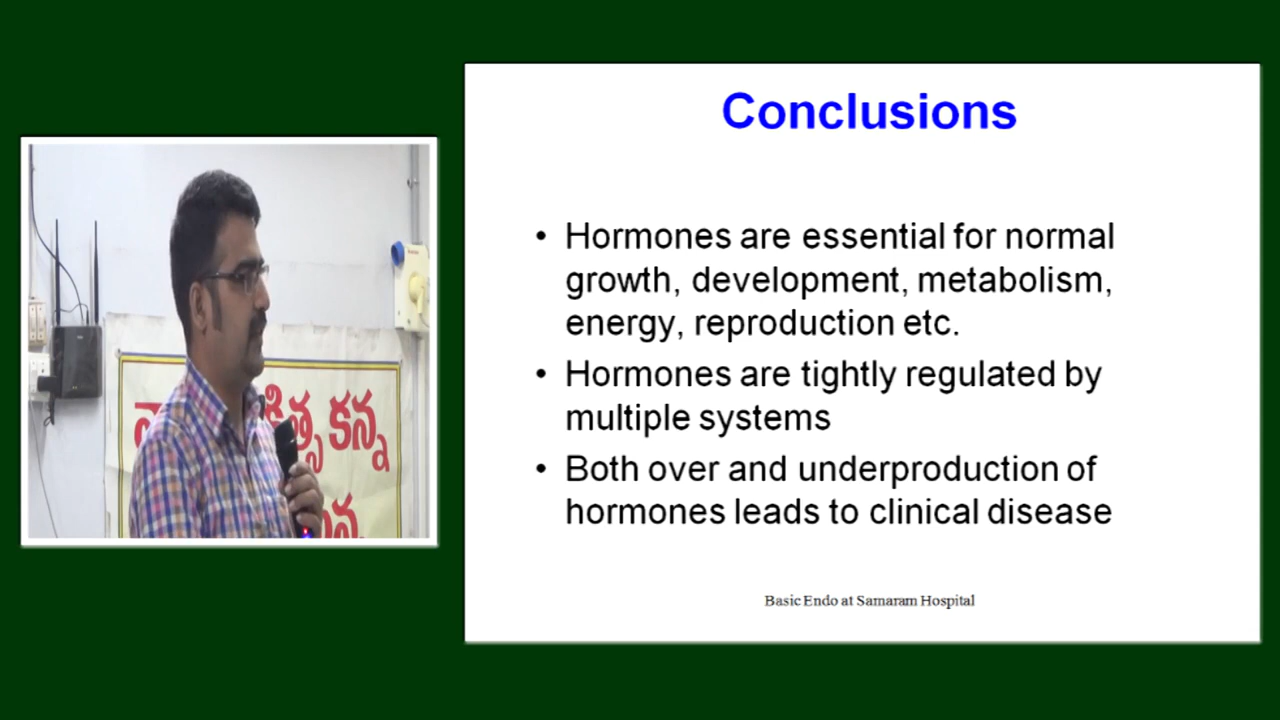 కన్న
Conclusions
• Hormones are essential for normal
growth, development, metabolism,
energy, reproduction etc.
• Hormones are tightly regulated by
multiple systems
• Both over and underproduction of
hormones leads to clinical disease
Basic Endo at Samaram Hospital